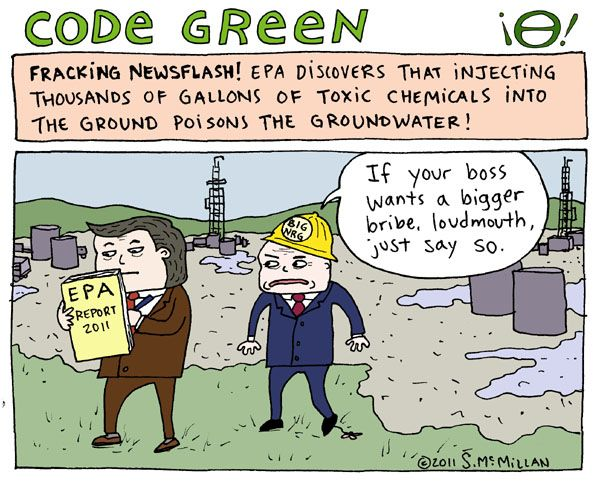 CODE GREEN
FRACKING NEWSFLASH! EPA DISCOVERS THAT INJECTING
THOUSANDS OF GALLONS OF TOXIC CHEMICALS INTO
THE GROUND POISONS THE GROUNDWATER!
If your boss
wants a bigger
bribe, loudmouth,
just say so.
BIG
NRG
EPA
REPORT
2011
©2011 S. McMILLAN